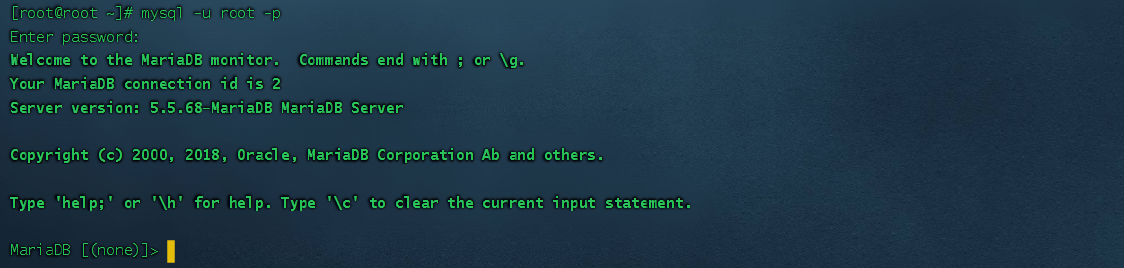 [root@root ~]# mysql -u root -p
Enter password:
Welcome to the MariaDB monitor.  Commands end with ; or \g.
Your MariaDB connection id is 2
Server version: 5.5.68-MariaDB MariaDB Server
Copyright (c) 2000, 2018, Oracle, MariaDB Corporation Ab and others.
Type 'help;' or '\h' for help. Type '\c' to clear the current input statement.
MariaDB [(none)]>